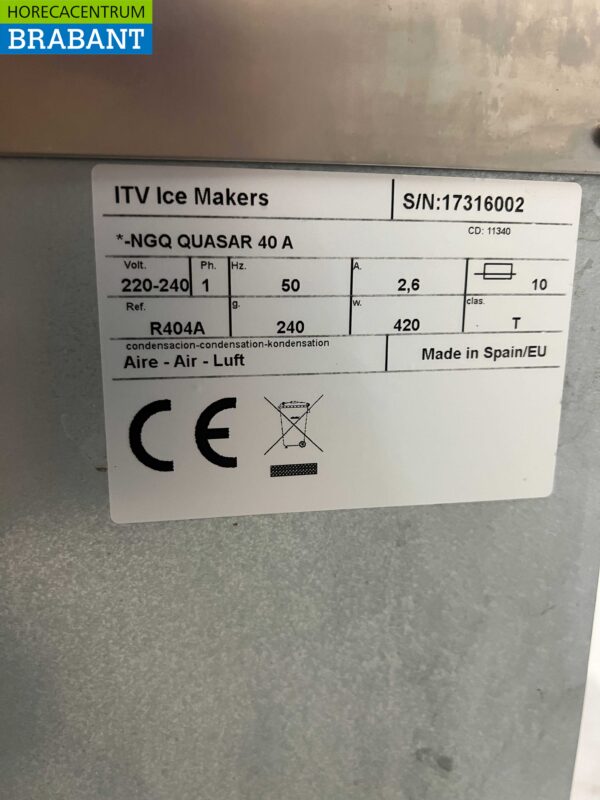 HORECACENTRUM
BRABANT
ITV Ice Makers
S/N:17316002
CD: 11340
*-NGQ QUASAR 40 A
Volt. Ph. Hz. A.
220-240 1 50 2,6 10
Ref. g. w. clas.
R404A 240 420 T
condensacion-condensation-kondensation
Aire - Air - Luft
Made in Spain/EU
CE